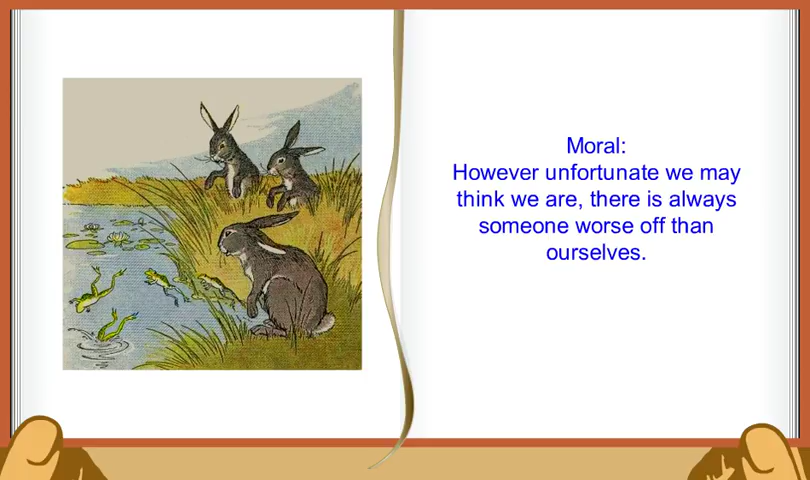 Moral:
However unfortunate we may
think we are, there is always
someone worse off than
ourselves.